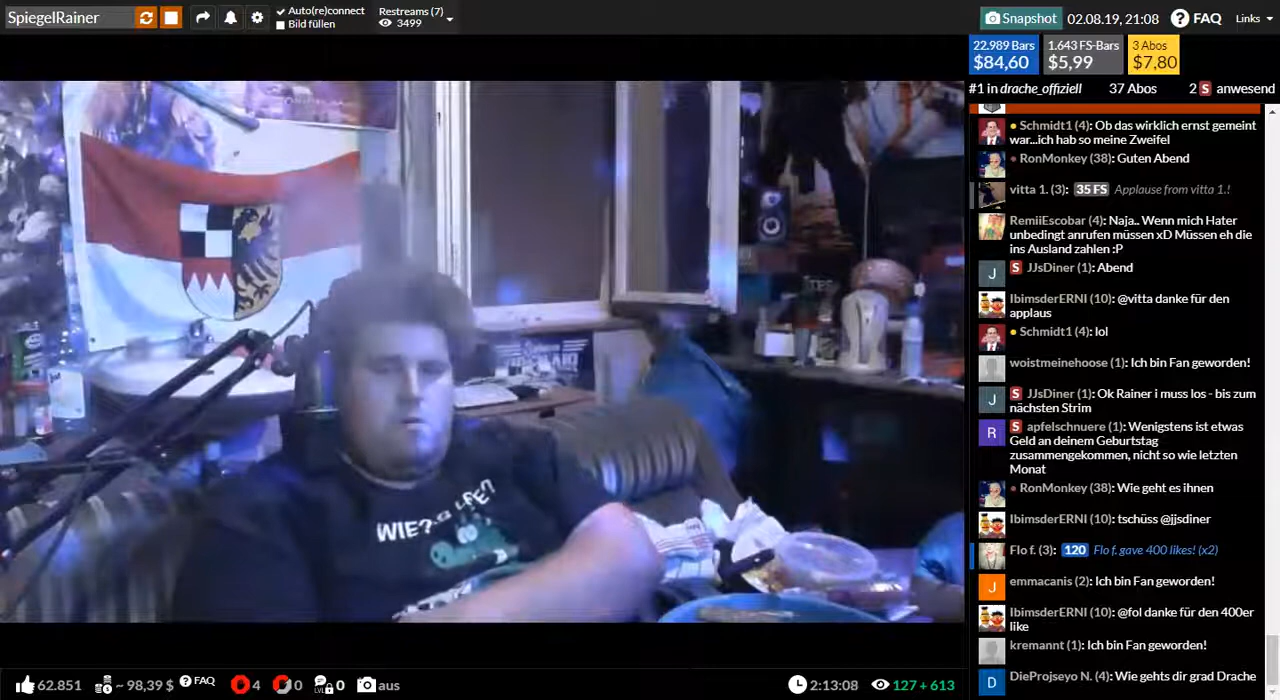 SpiegelRainer
Auto(re)connect
Bild füllen
Restreams (7)
3499
Snapshot
02.08.19, 21:08
? FAQ
Links
22.989 Bars
$84,60
1.643 FS-Bars
$5,99
3 Abos
$7,80
#1 in drache_offiziell
37 Abos
2 S anwesend
Schmidt1 (4): Ob das wirklich ernst gemeint
war...ich hab so meine Zweifel
RonMonkey (38): Guten Abend
vitta 1. (3): 35 FS Applause from vitta 1.!
RemiiEscobar (4): Naja.. Wenn mich Hater
unbedingt anrufen müssen xD Müssen eh die
ins Ausland zahlen :P
J
S JJsDiner (1): Abend
IbimsderERNI (10): @vitta danke für den
applaus
Schmidt1 (4): lol
woistmeinehoose (1): Ich bin Fan geworden!
J
S JJsDiner (1): Ok Rainer i muss los - bis zum
nächsten Strim
R
S apfelschnuere (1): Wenigstens ist etwas
Geld an deinem Geburtstag
zusammengekommen, nicht so wie letzten
Monat
RonMonkey (38): Wie geht es ihnen
IbimsderERNI (10): tschüss @jjsdiner
Flo f. (3): 120 Flo f. gave 400 likes! (x2)
J
emmacanis (2): Ich bin Fan geworden!
IbimsderERNI (10): @fol danke für den 400er
like
kremannt (1): Ich bin Fan geworden!
D
DieProjseyo N. (4): Wie gehts dir grad Drache
WIE?
62.851
~ 98,39 $
? FAQ
4
0
LVL
0
aus
2:13:08
127 + 613